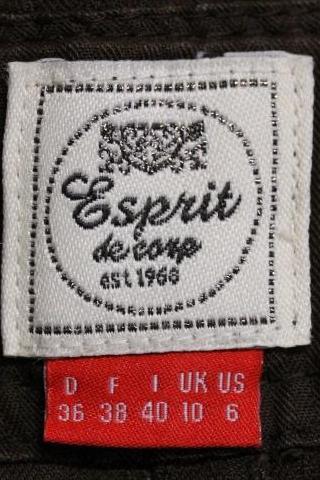 Esprit
de corp
est 1968
D F I UK US
36 38 40 10 6